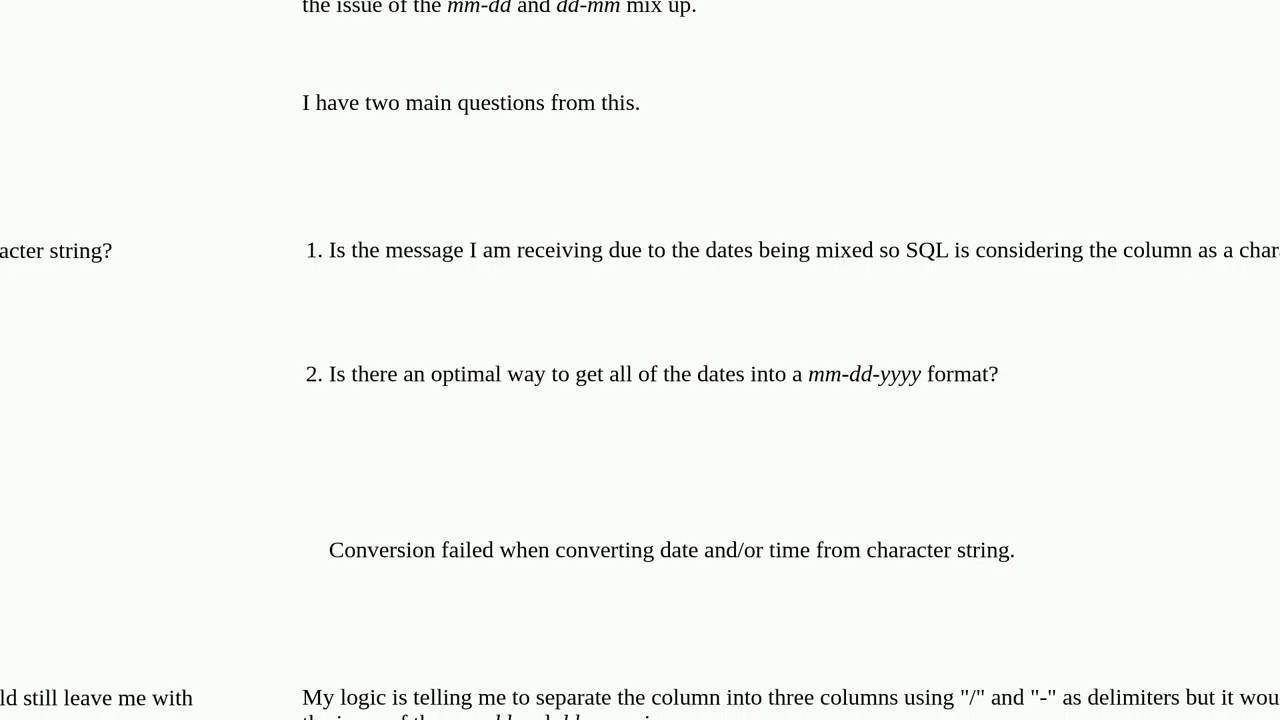 the issue of the mm-dd and dd-mm mix up.
I have two main questions from this.
acter string?
1. Is the message I am receiving due to the dates being mixed so SQL is considering the column as a char
2. Is there an optimal way to get all of the dates into a mm-dd-yyyy format?
Conversion failed when converting date and/or time from character string.
ld still leave me with
My logic is telling me to separate the column into three columns using "/" and "-" as delimiters but it wou